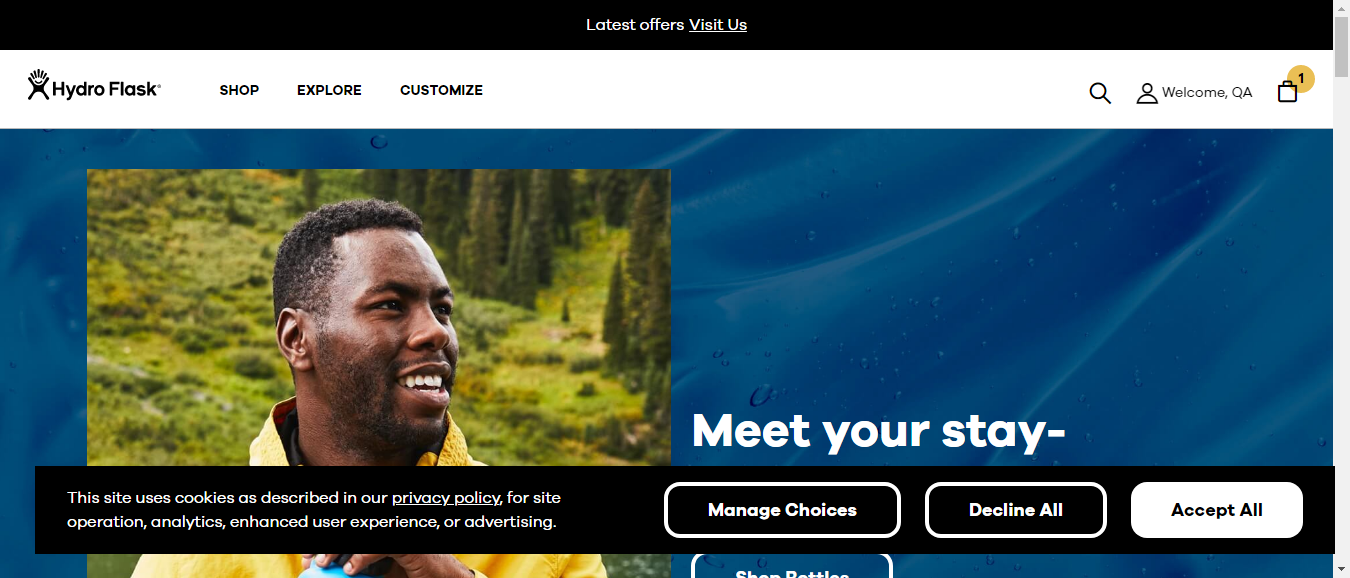 Latest offers Visit Us
Hydro Flask®
SHOP
EXPLORE
CUSTOMIZE
Welcome, QA
1
Meet your stay-
This site uses cookies as described in our privacy policy, for site
operation, analytics, enhanced user experience, or advertising.
Manage Choices
Decline All
Accept All
Shop Bottles